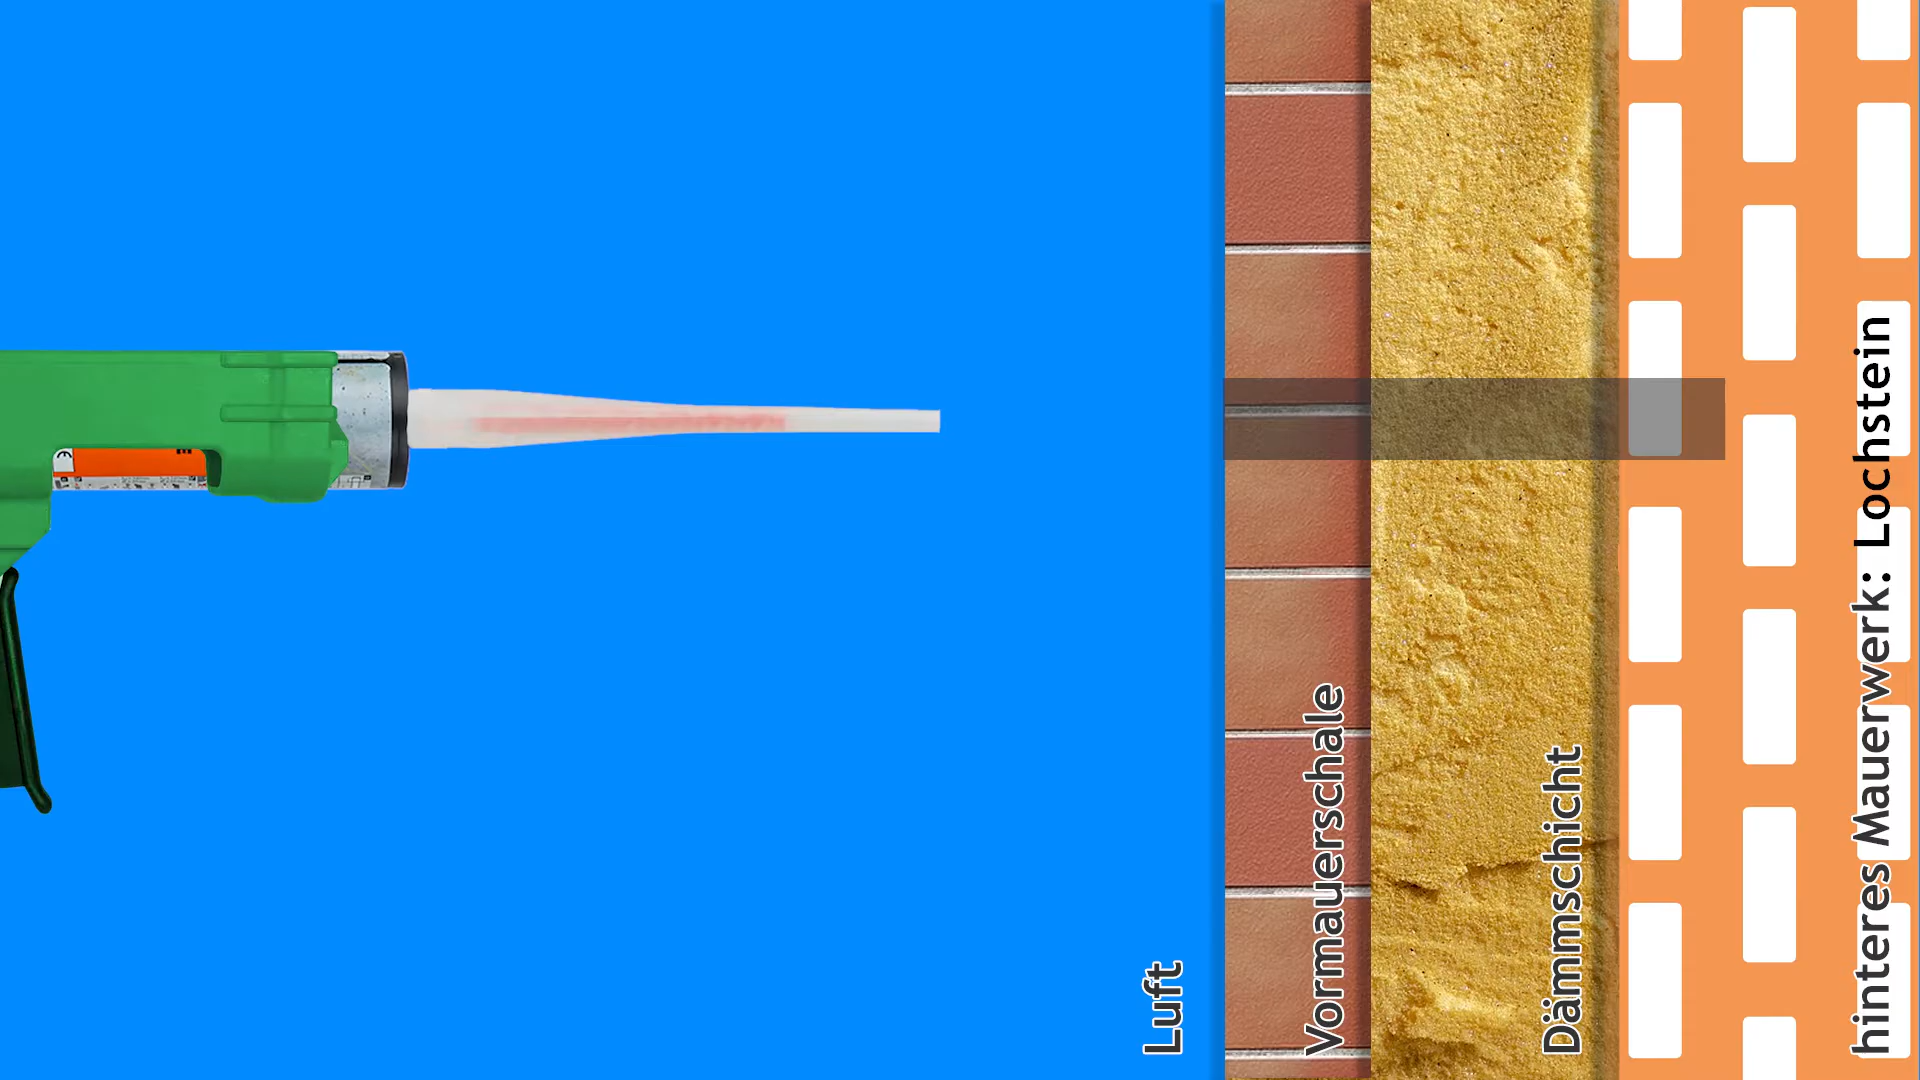 Luft
Vormauerschale
Dämmschicht
hinteres Mauerwerk: Lochstein